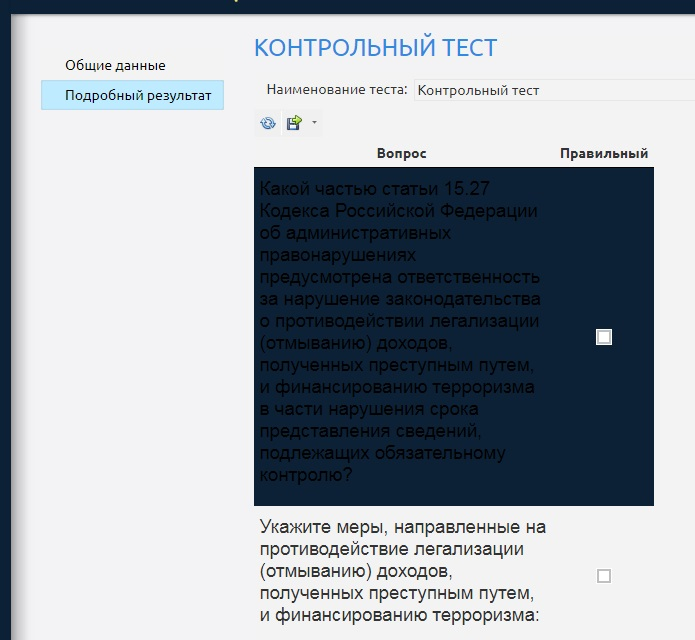 КОНТРОЛЬНЫЙ ТЕСТ
Общие данные
Подробный результат
Наименование теста: Контрольный тест
Вопрос Правильный
Какой частью статьи 15.27
Кодекса Российской Федерации
об административных
правонарушениях
предусмотрена ответственность
за нарушение законодательства
о противодействии легализации
(отмыванию) доходов,
полученных преступным путем,
и финансированию терроризма
в части нарушения срока
представления сведений,
подлежащих обязательному
контролю?
Укажите меры, направленные на
противодействие легализации
(отмыванию) доходов,
полученных преступным путем,
и финансированию терроризма: